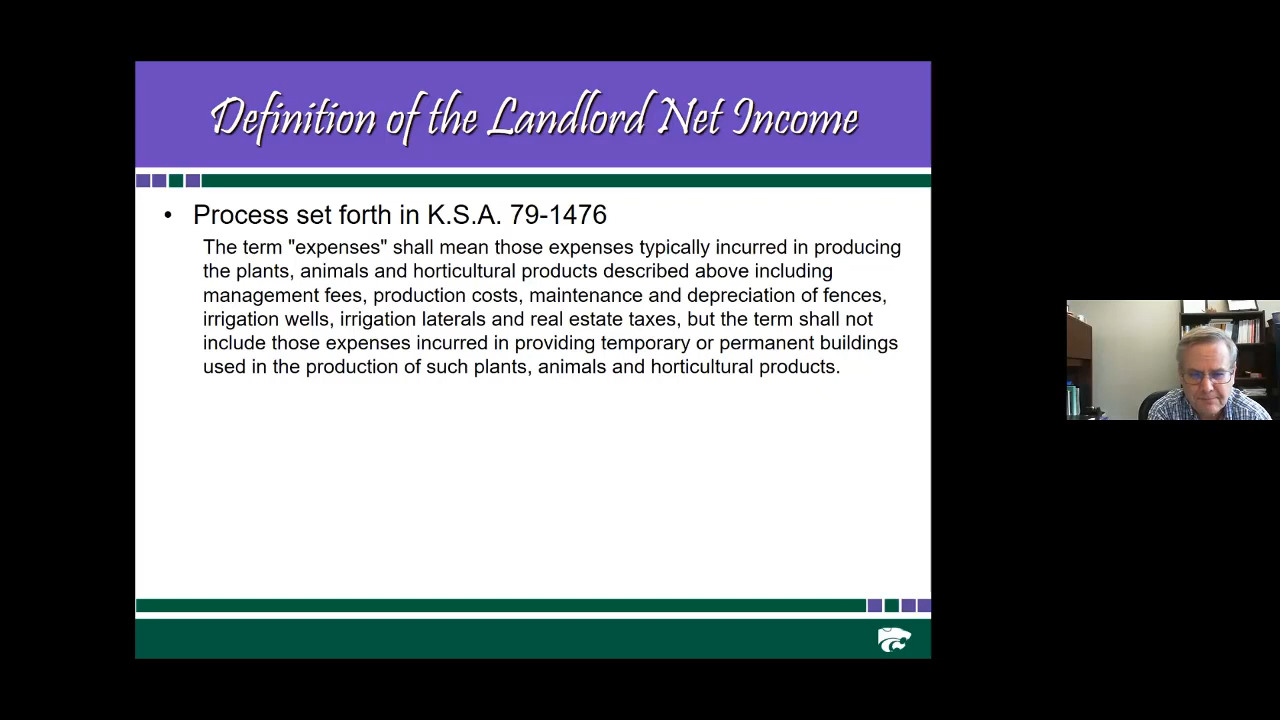 Definition of the Landlord Net Income
• Process set forth in K.S.A. 79-1476
The term "expenses" shall mean those expenses typically incurred in producing
the plants, animals and horticultural products described above including
management fees, production costs, maintenance and depreciation of fences,
irrigation wells, irrigation laterals and real estate taxes, but the term shall not
include those expenses incurred in providing temporary or permanent buildings
used in the production of such plants, animals and horticultural products.